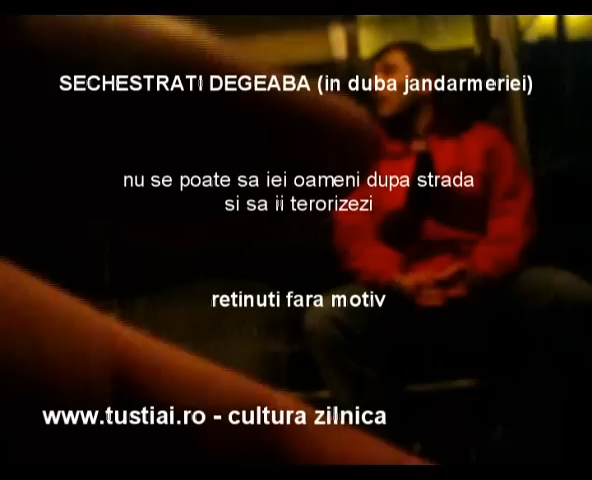 SECHESTRATI DEGEABA (in duba jandarmeriei)
nu se poate sa iei oameni dupa strada
si sa ii terorizezi
retinuti fara motiv
www.tustiai.ro - cultura zilnica